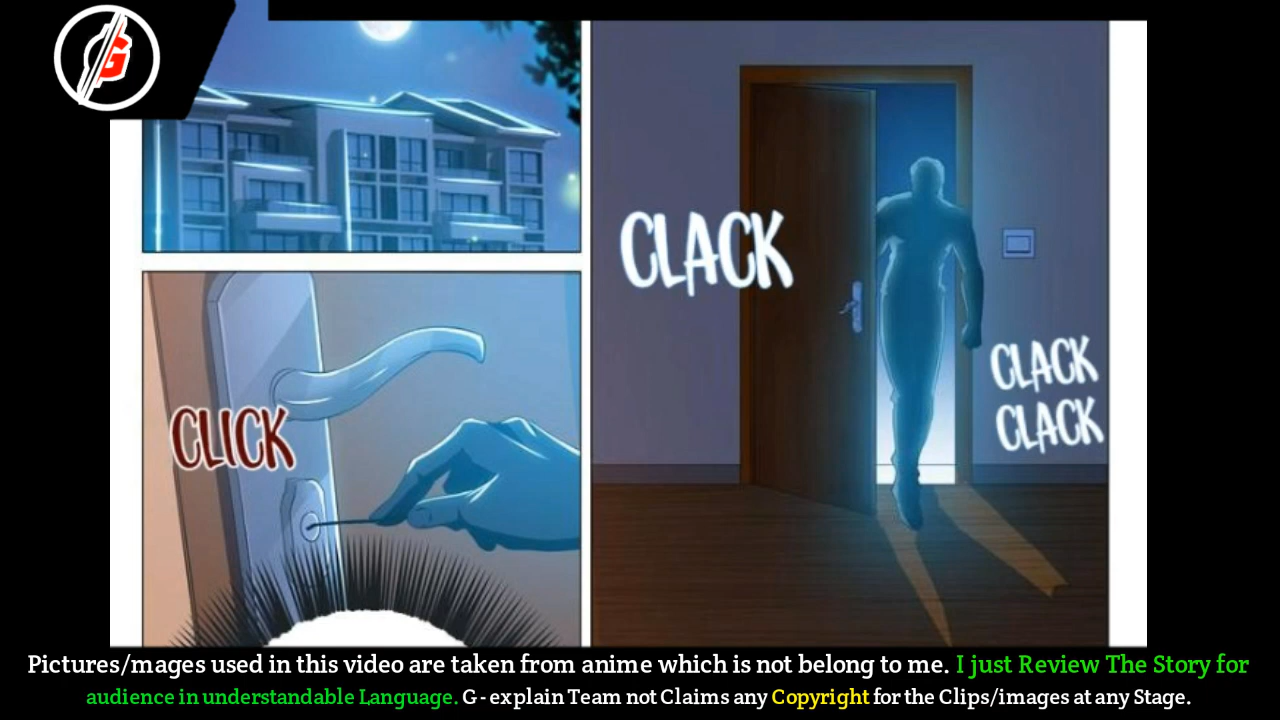 G
CLACK
CLICK
CLACK
CLACK
Pictures/mages used in this video are taken from anime which is not belong to me. I just Review The Story for
audience in understandable Language. G-explain Team not Claims any Copyright for the Clips/images at any Stage.